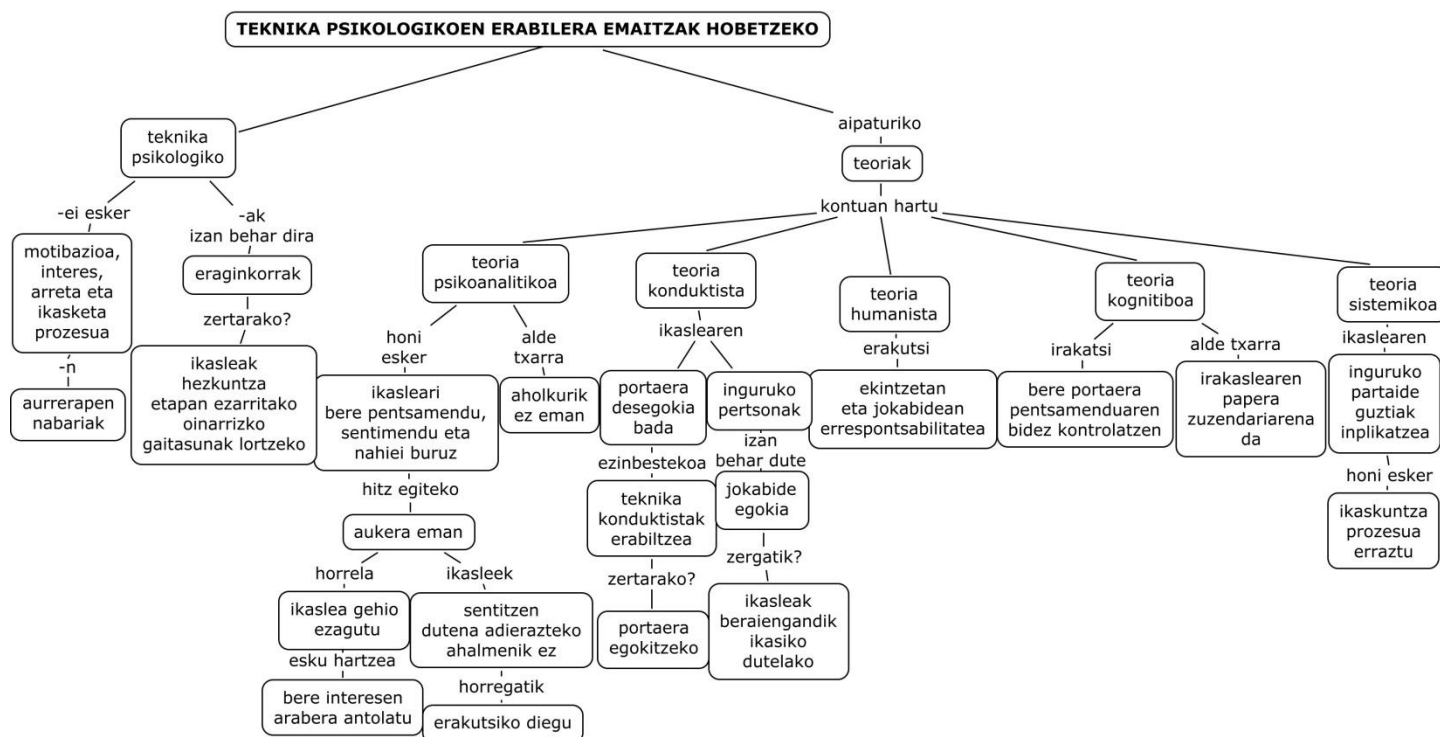 TEKNIKA PSIKOLOGIKOEN ERABILERA EMAITZAK HOBETZEKO
teknika
psikologiko
-ei esker
motibazioa,
interes,
arreta eta
ikasketa
prozesua
-n
aurrerapen
nabariak
-ak
izan behar dira
eraginkorrak
zertarako?
ikasleak
hezkuntza
etapan ezarritako
oinarrizko
gaitasunak lortzeko
aipaturiko
teoriak
kontuan hartu
teoria
psikoanalitikoa
honi
esker
ikasleari
bere pentsamendu,
sentimendu eta
nahiei buruz
hitz egiteko
aukera eman
horrela
ikaslea gehio
ezagutu
esku hartzea
bere interesen
arabera antolatu
ikasleek
sentitzen
dutena adierazteko
ahalmenik ez
horregatik
erakutsiko diegu
alde
txarra
aholkurik
ez eman
teoria
konduktista
ikaslearen
portaera
desegokia
bada
ezinbestekoa
teknika
konduktistak
erabiltzea
zertarako?
portaera
egokitzeko
inguruko
pertsonak
izan
behar dute
jokabide
egokia
zergatik?
ikasleak
beraiengandik
ikasiko
dutelako
teoria
humanista
erakutsi
ekintzetan
eta jokabidean
errespontsabilitatea
teoria
kognitiboa
irakatsi
bere portaera
pentsamenduaren
bidez kontrolatzen
alde txarra
irakaslearen
papera
zuzendariarena
da
teoria
sistemikoa
ikaslearen
inguruko
partaide
guztiak
inplikatzea
honi esker
ikaskuntza
prozesua
erraztu